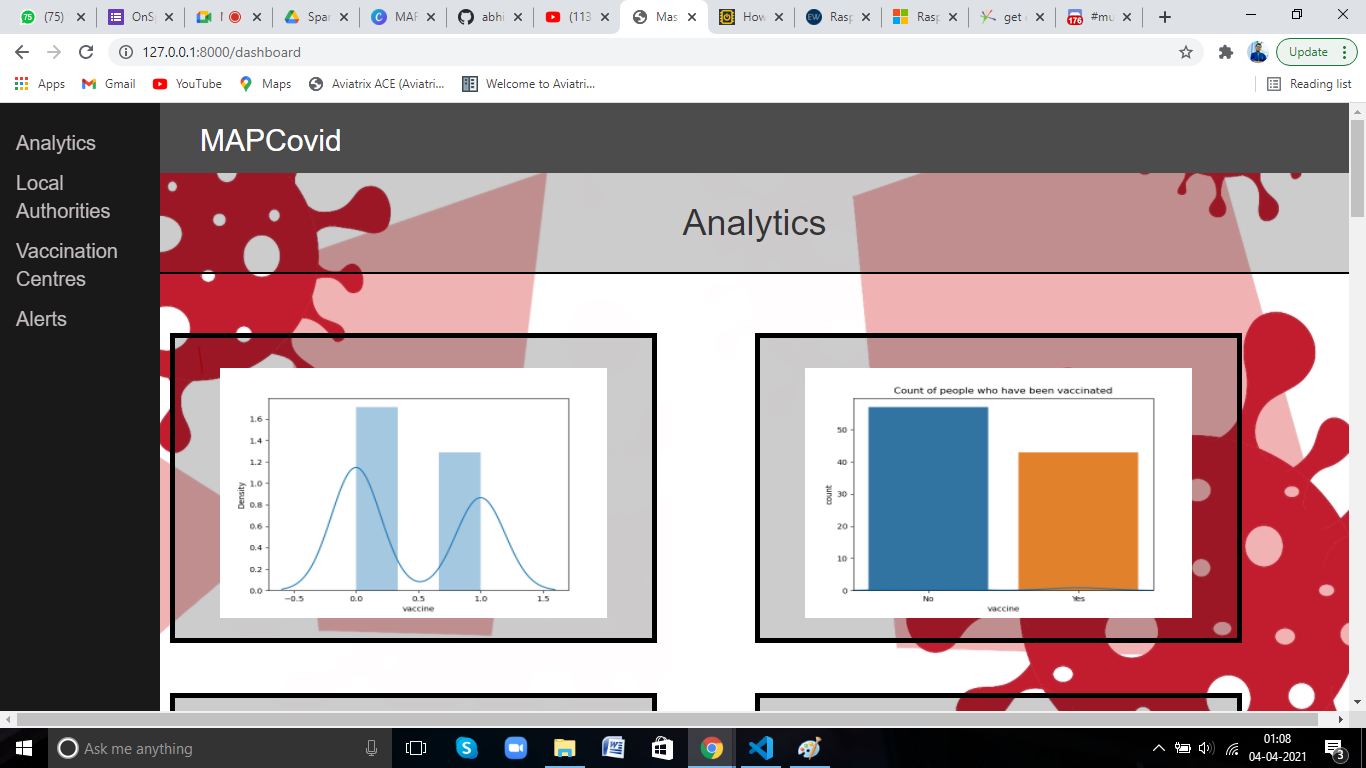 (75)
OnS
M
Spar
MAF
abhi
(113
Mas
How
Rasp
Rasp
get
#mu
176
127.0.0.1:8000/dashboard
Update
Apps
Gmail
YouTube
Maps
Aviatrix ACE (Aviatri...
Welcome to Aviatri...
Reading list
MAPCovid
Analytics
Local
Authorities
Vaccination
Centres
Alerts
Analytics
1.6
1.4
1.2
1.0
0.8
0.6
0.4
0.2
0.0
Density
−0.5 0.0 0.5 1.0 1.5
vaccine
Count of people who have been vaccinated
50
40
30
20
10
0
count
No Yes
vaccine
Ask me anything
01:08
04-04-2021
3